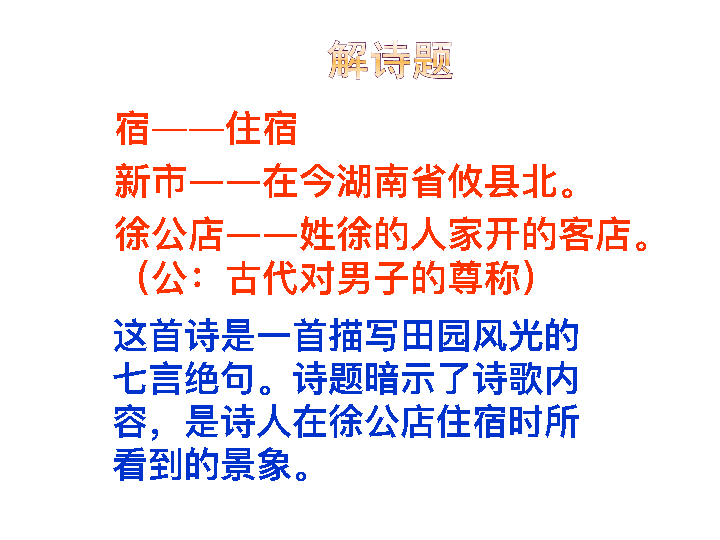 解诗题
宿——住宿
新市——在今湖南省攸县北。
徐公店——姓徐的人家开的客店。
（公：古代对男子的尊称）
这首诗是一首描写田园风光的
七言绝句。诗题暗示了诗歌内
容，是诗人在徐公店住宿时所
看到的景象。